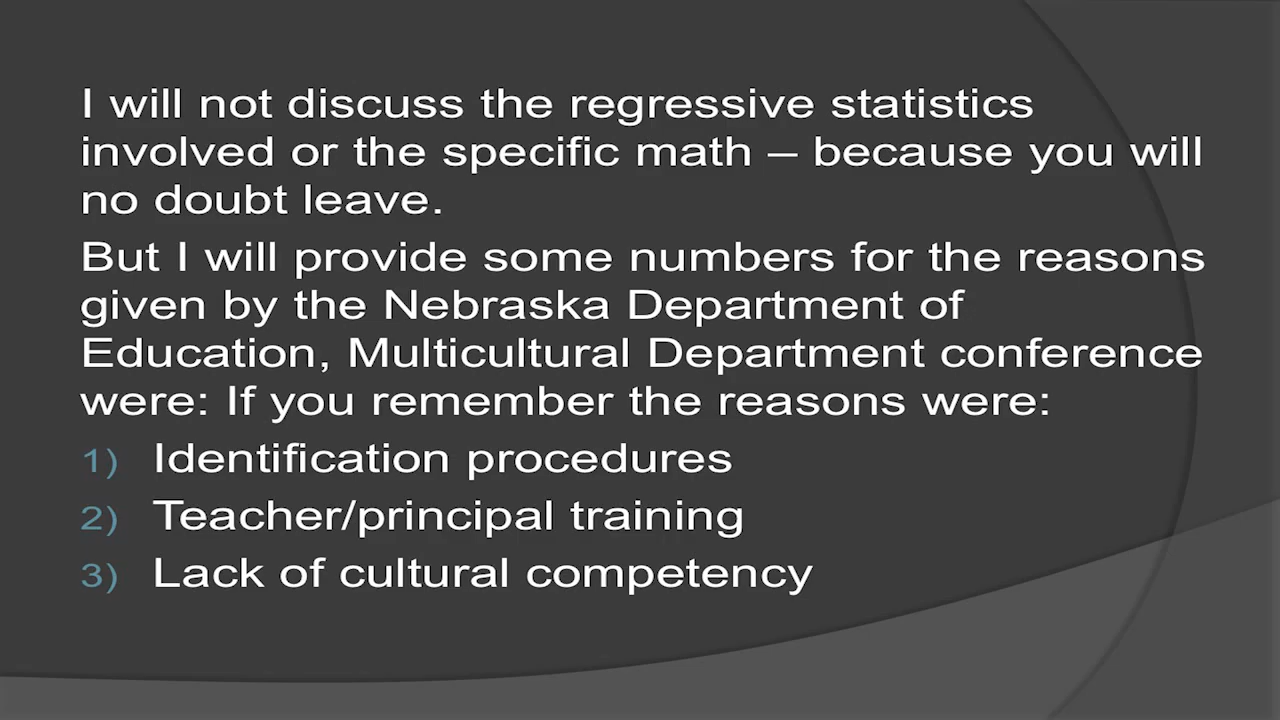 I will not discuss the regressive statistics
involved or the specific math – because you will
no doubt leave.
But I will provide some numbers for the reasons
given by the Nebraska Department of
Education, Multicultural Department conference
were: If you remember the reasons were:
1) Identification procedures
2) Teacher/principal training
3) Lack of cultural competency